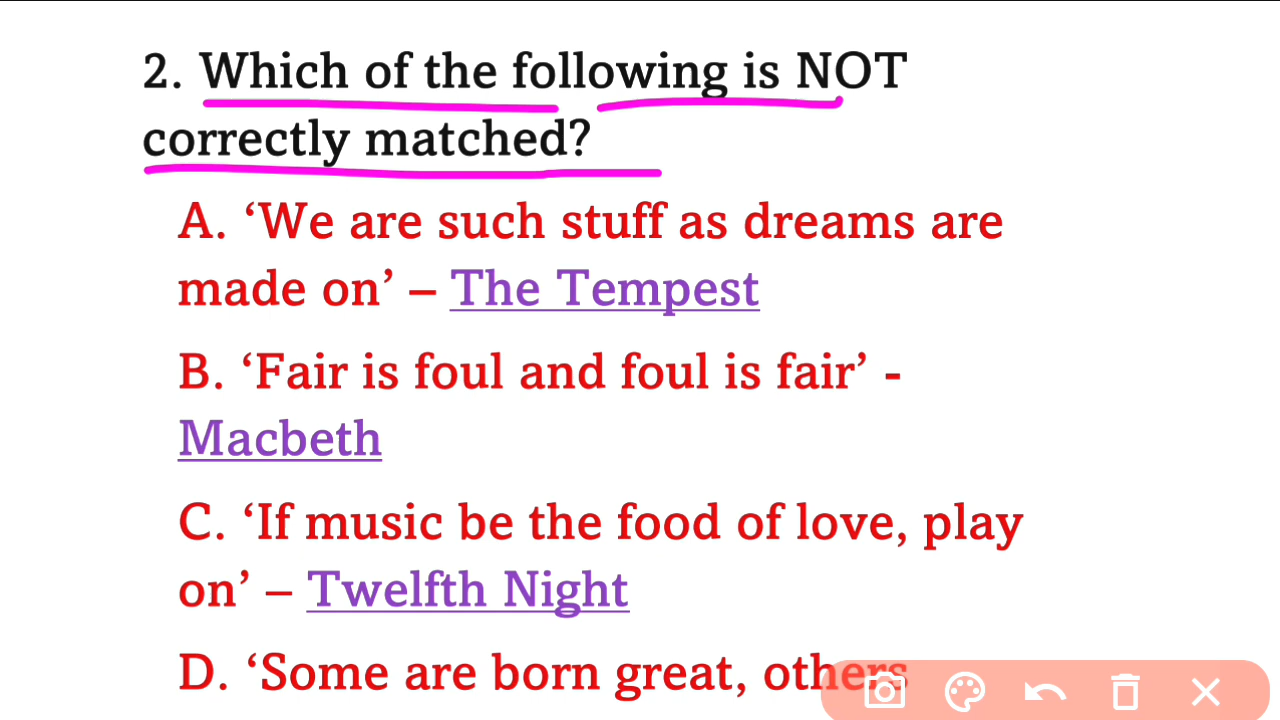 2. Which of the following is NOT
correctly matched?
A. ‘We are such stuff as dreams are
made on’ – The Tempest
B. ‘Fair is foul and foul is fair’ -
Macbeth
C. ‘If music be the food of love, play
on’ – Twelfth Night
D. ‘Some are born great, others